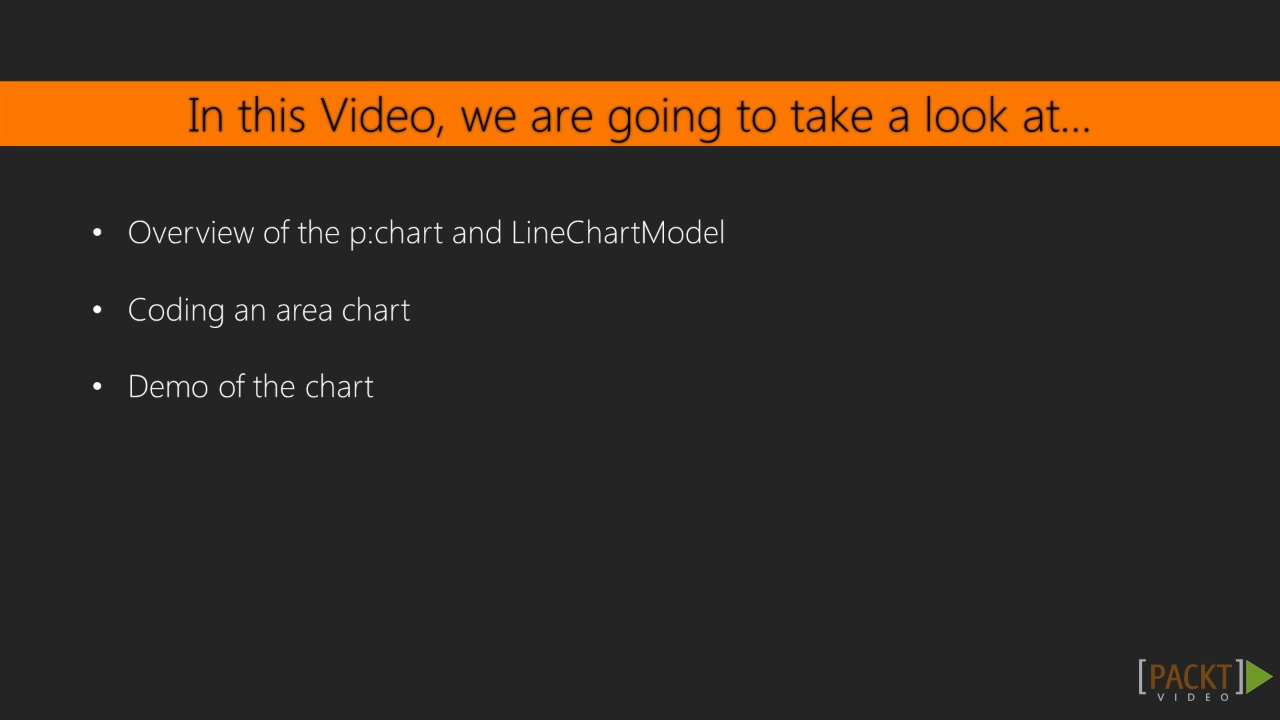 In this Video, we are going to take a look at...
• Overview of the p:chart and LineChartModel
• Coding an area chart
• Demo of the chart
[PACKT]
VIDEO